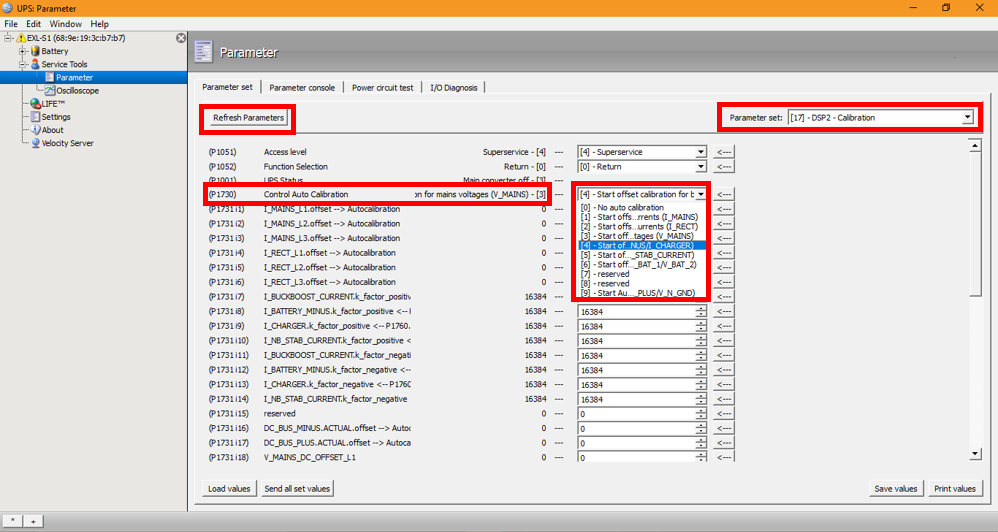 UPS: Parameter
File Edit Window Help
EXL-S1 (68:9e:19:3c:b7:b7)
Battery
Service Tools
Parameter
Oscilloscope
LIFE™
Settings
About
Velocity Server
Parameter
Parameter set Parameter console Power circuit test I/O Diagnosis
Refresh Parameters Parameter set: [17] - DSP2 - Calibration
(P1051) Access level Superservice - [4] --- [4] - Superservice <---
(P1052) Function Selection Return - [0] --- [0] - Return <---
(P1001) UPS Status Main converter off - [3] ---
(P1730) Control Auto Calibration on for mains voltages (V_MAINS) - [3] [4] - Start offset calibration for b <---
[0] - No auto calibration
[1] - Start offs...rrents (I_MAINS)
[2] - Start offs...urrents (I_RECT)
[3] - Start off...tages (V_MAINS)
[4] - Start of...NUS/I_CHARGER)
[5] - Start of..._STAB_CURRENT)
[6] - Start off..._BAT_1/V_BAT_2)
[7] - reserved
[8] - reserved
[9] - Start Au..._PLUS/V_N_GND)
(P1731 i1) I_MAINS_L1.offset --> Autocalibration 0 --- <---
(P1731 i2) I_MAINS_L2.offset --> Autocalibration 0 --- <---
(P1731 i3) I_MAINS_L3.offset --> Autocalibration 0 --- <---
(P1731 i4) I_RECT_L1.offset --> Autocalibration 0 --- <---
(P1731 i5) I_RECT_L2.offset --> Autocalibration 0 --- <---
(P1731 i6) I_RECT_L3.offset --> Autocalibration 0 --- <---
(P1731 i7) I_BUCKBOOST_CURRENT.k_factor_positive 16384 --- <---
(P1731 i8) I_BATTERY_MINUS.k_factor_positive <-- P 16384 --- 16384 <---
(P1731 i9) I_CHARGER.k_factor_positive <-- P1760. 16384 --- 16384 <---
(P1731 i10) I_NB_STAB_CURRENT.k_factor_positive < 16384 --- 16384 <---
(P1731 i11) I_BUCKBOOST_CURRENT.k_factor_negati 16384 --- 16384 <---
(P1731 i12) I_BATTERY_MINUS.k_factor_negative <-- 16384 --- 16384 <---
(P1731 i13) I_CHARGER.k_factor_negative <-- P1760 16384 --- 16384 <---
(P1731 i14) I_NB_STAB_CURRENT.k_factor_negative 16384 --- 16384 <---
(P1731 i15) reserved 0 --- 0 <---
(P1731 i16) DC_BUS_MINUS.ACTUAL.offset --> Autoc 0 --- 0 <---
(P1731 i17) DC_BUS_PLUS.ACTUAL.offset --> Autoca 0 --- 0 <---
(P1731 i18) V_MAINS_DC_OFFSET_L1 0 --- 0 <---
Load values Send all set values Save values Print values
* +